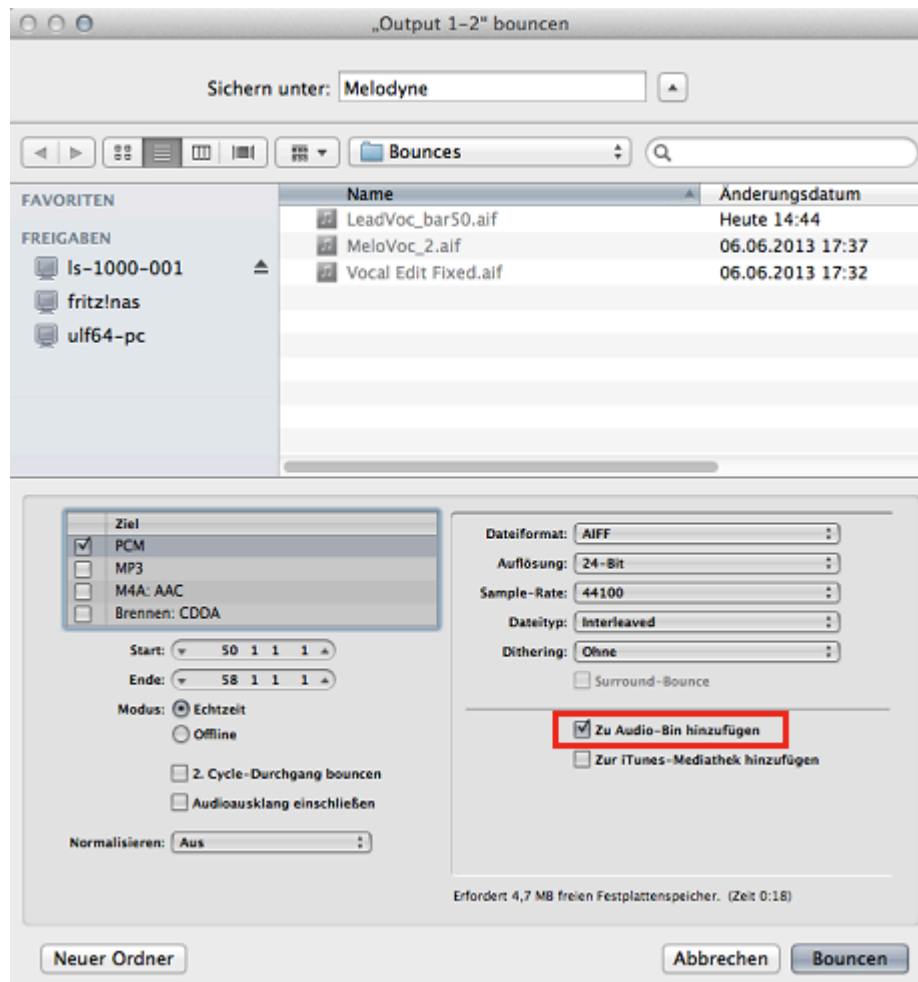 „Output 1–2“ bouncen
Sichern unter: Melodyne
Bounces
FAVORITEN
FREIGABEN
ls-1000-001
fritz!nas
ulf64-pc
Name Änderungsdatum
LeadVoc_bar50.aif Heute 14:44
MeloVoc_2.aif 06.06.2013 17:37
Vocal Edit Fixed.aif 06.06.2013 17:32
Ziel
PCM
MP3
M4A: AAC
Brennen: CDDA
Start: 50 1 1 1
Ende: 58 1 1 1
Modus: Echtzeit
Offline
2. Cycle-Durchgang bouncen
Audioausklang einschließen
Normalisieren: Aus
Dateiformat: AIFF
Auflösung: 24-Bit
Sample-Rate: 44100
Dateityp: Interleaved
Dithering: Ohne
Surround-Bounce
Zu Audio-Bin hinzufügen
Zur iTunes-Mediathek hinzufügen
Erfordert 4,7 MB freien Festplattenspeicher. (Zeit 0:18)
Neuer Ordner
Abbrechen
Bouncen